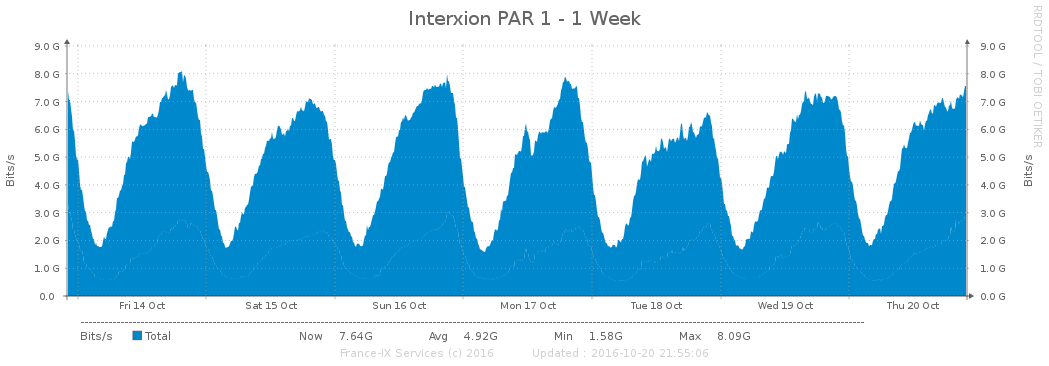 Interxion PAR 1 - 1 Week
RRDTOOL / TOBI OETIKER
Bits/s
9.0 G
8.0 G
7.0 G
6.0 G
5.0 G
4.0 G
3.0 G
2.0 G
1.0 G
0.0
9.0 G
8.0 G
7.0 G
6.0 G
5.0 G
4.0 G
3.0 G
2.0 G
1.0 G
0.0 G
Bits/s
Fri 14 Oct Sat 15 Oct Sun 16 Oct Mon 17 Oct Tue 18 Oct Wed 19 Oct Thu 20 Oct
Bits/s Total Now 7.64G Avg 4.92G Min 1.58G Max 8.09G
France-IX Services (c) 2016 Updated : 2016-10-20 21:55:06